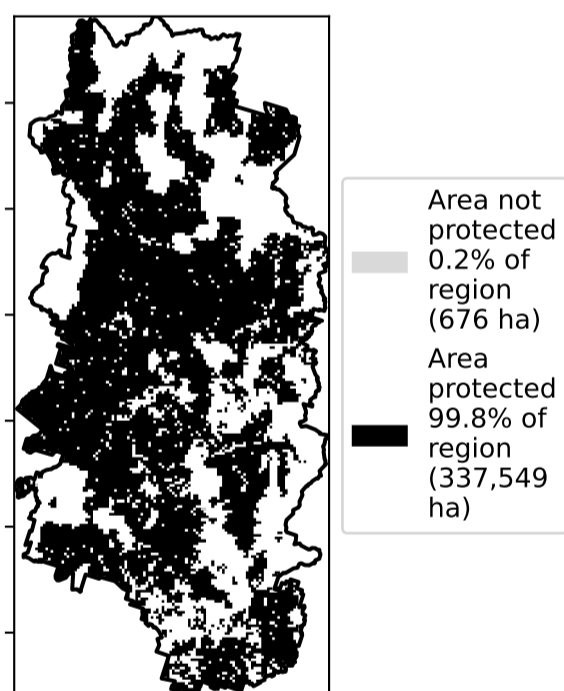 Area not
protected
0.2% of
region
(676 ha)
Area
protected
99.8% of
region
(337,549
ha)